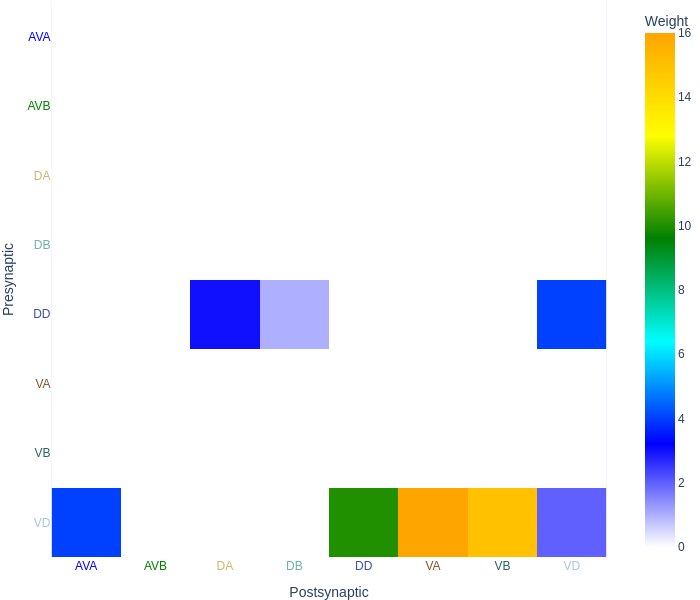 Weight
16
14
12
10
8
6
4
2
0
Presynaptic
AVA
AVB
DA
DB
DD
VA
VB
VD
AVA AVB DA DB DD VA VB VD
Postsynaptic